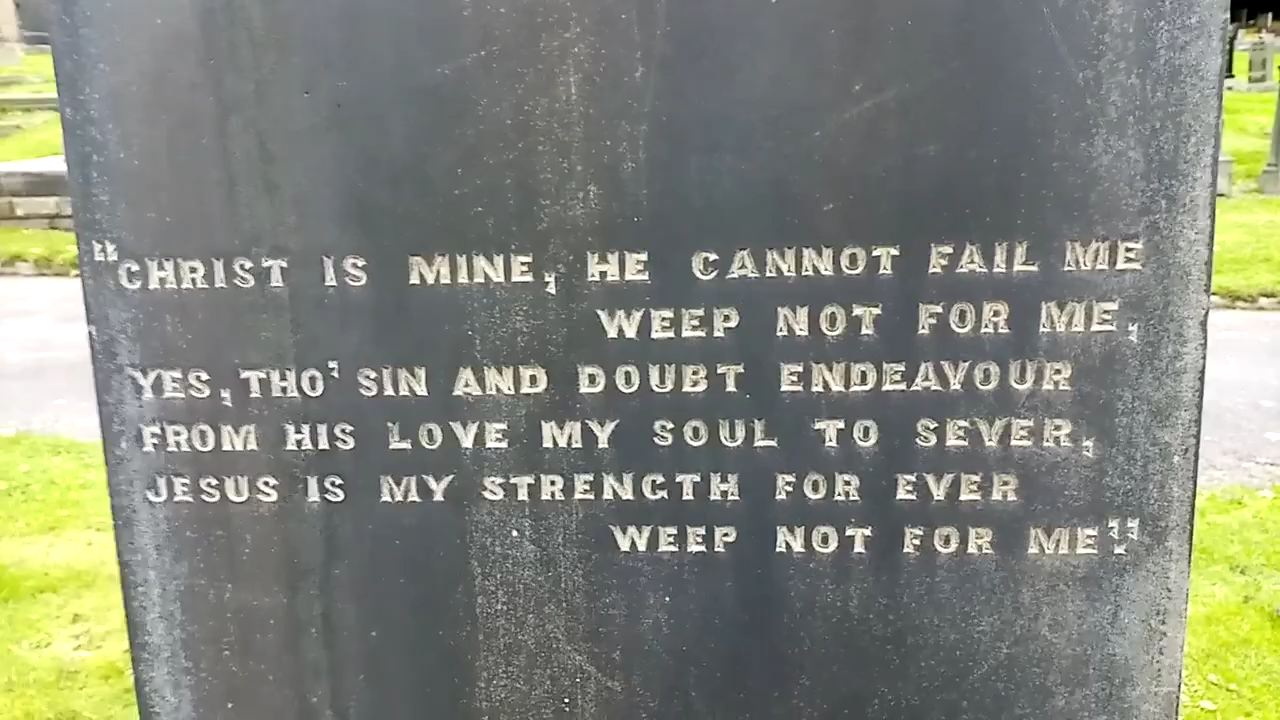 "CHRIST IS MINE, HE CANNOT FAIL ME
WEEP NOT FOR ME,
YES, THO' SIN AND DOUBT ENDEAVOUR
FROM HIS LOVE MY SOUL TO SEVER,
JESUS IS MY STRENGTH FOR EVER
WEEP NOT FOR ME"